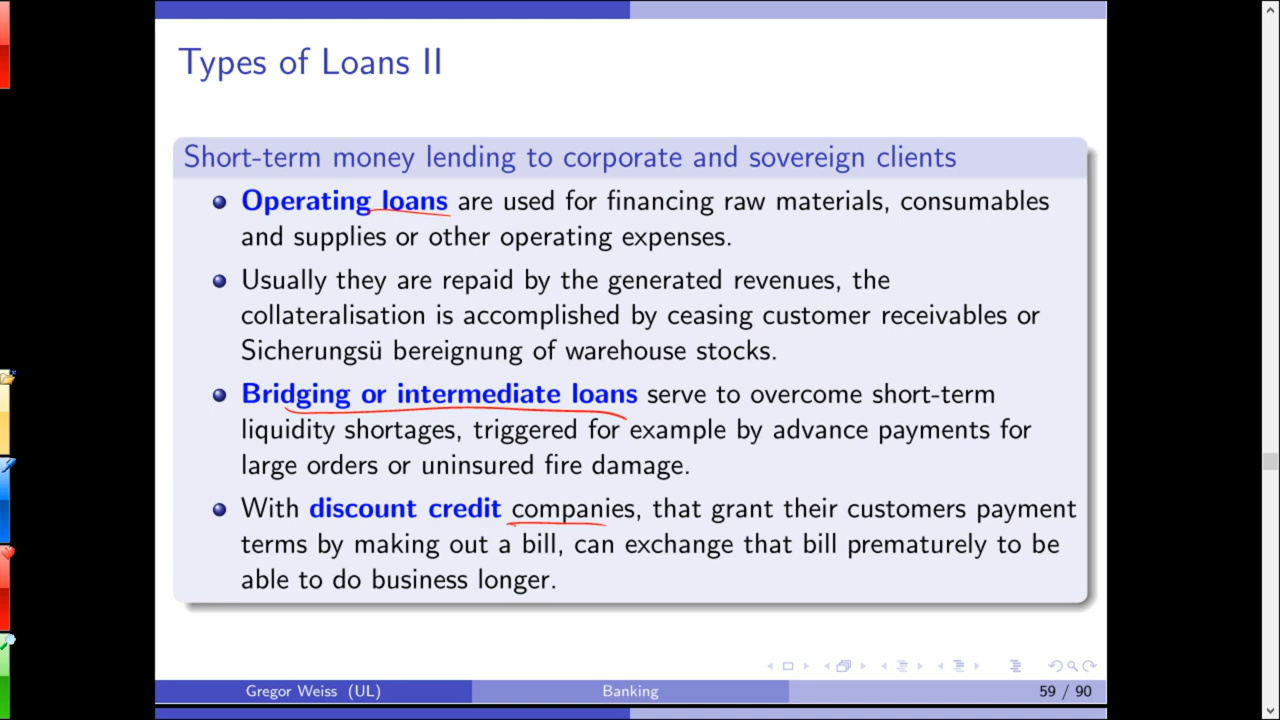 Types of Loans II
Short-term money lending to corporate and sovereign clients
Operating loans are used for financing raw materials, consumables
and supplies or other operating expenses.
Usually they are repaid by the generated revenues, the
collateralisation is accomplished by ceasing customer receivables or
Sicherungsü bereignung of warehouse stocks.
Bridging or intermediate loans serve to overcome short-term
liquidity shortages, triggered for example by advance payments for
large orders or uninsured fire damage.
With discount credit companies, that grant their customers payment
terms by making out a bill, can exchange that bill prematurely to be
able to do business longer.
Gregor Weiss (UL) Banking 59 / 90